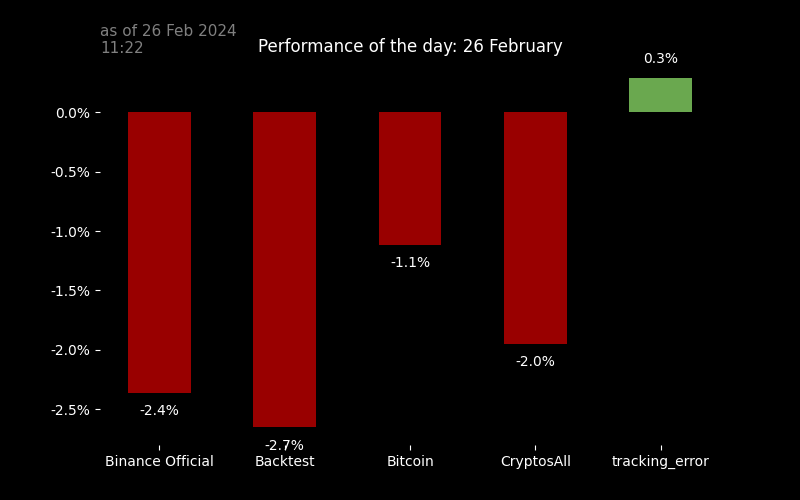 as of 26 Feb 2024
11:22
Performance of the day: 26 February
0.3%
0.0%
-0.5%
-1.0%
-1.1%
-1.5%
-2.0%
-2.0%
-2.5%
-2.4%
-2.7%
Binance Official
Backtest
Bitcoin
CryptosAll
tracking_error